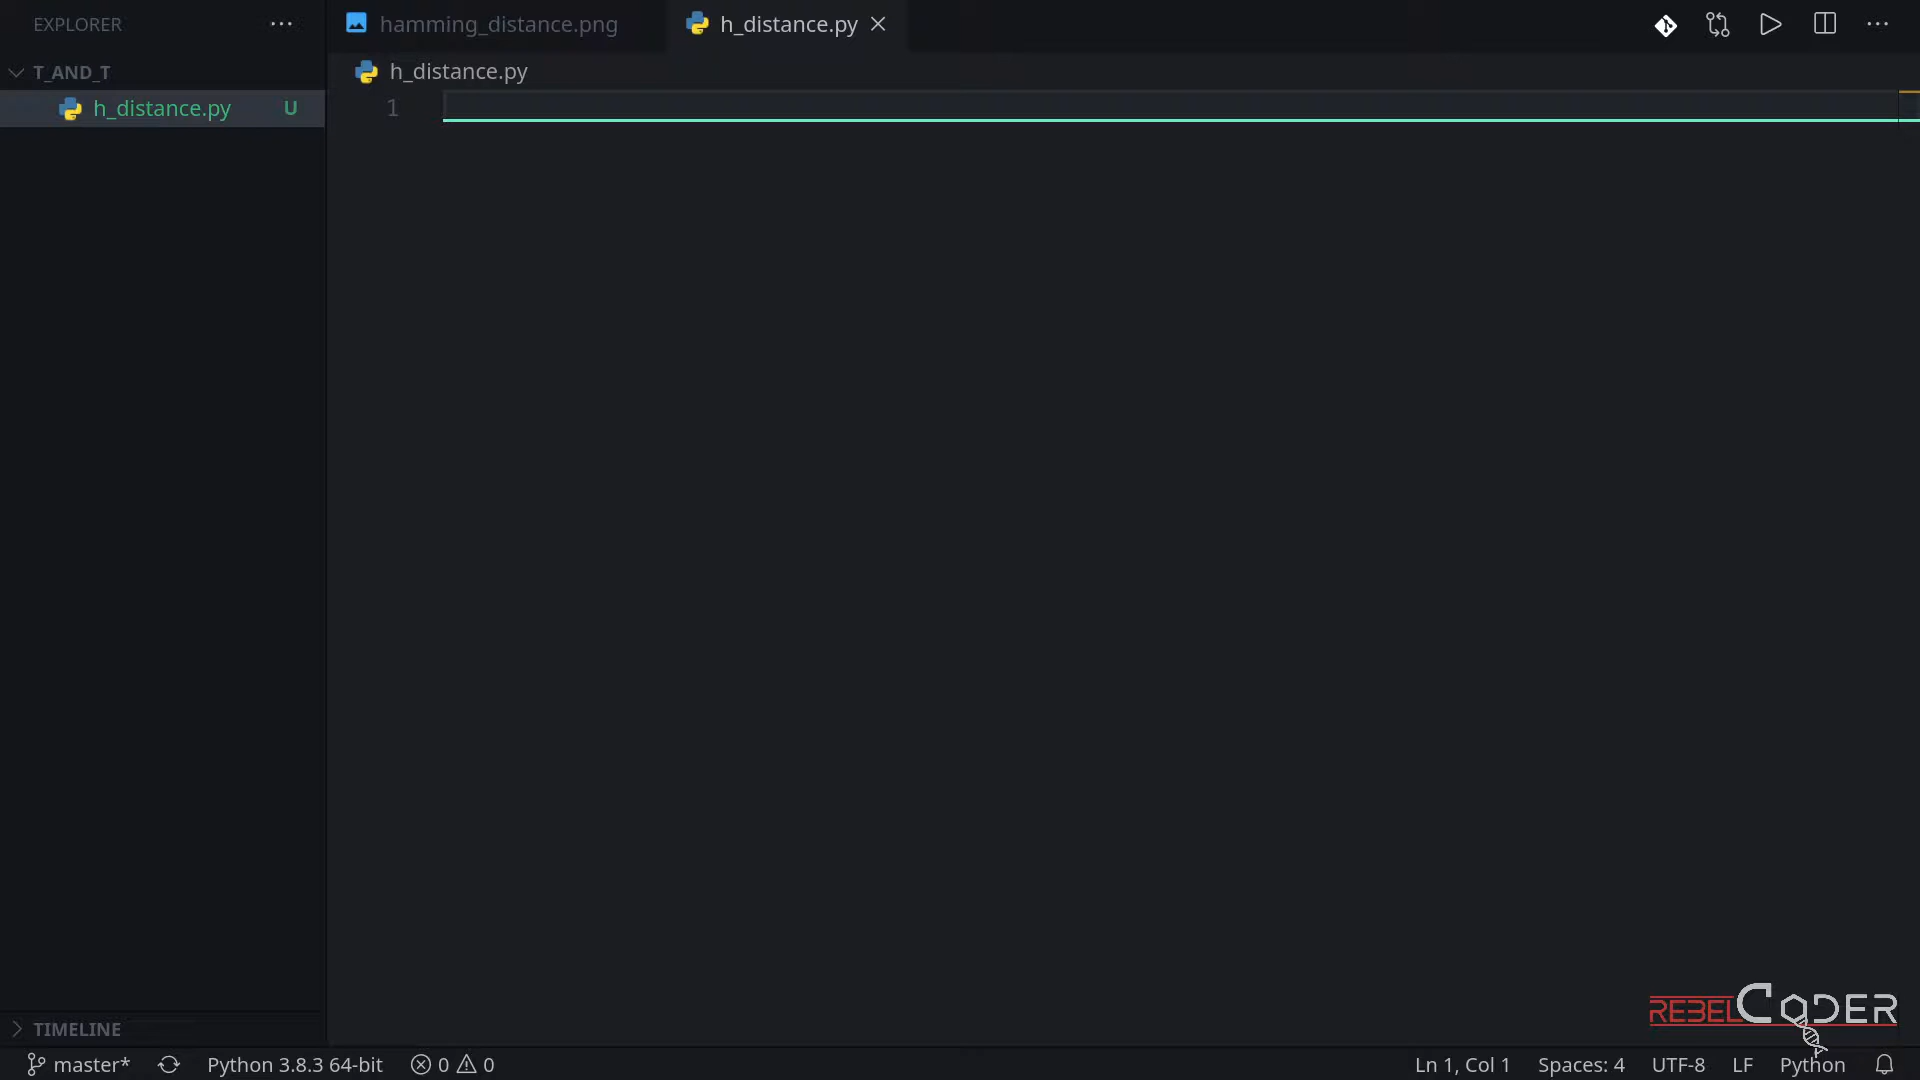 EXPLORER
hamming_distance.png
h_distance.py
T_AND_T
h_distance.py
h_distance.py U
1
TIMELINE
REBELCODER
master*
Python 3.8.3 64-bit
0
0
Ln 1, Col 1
Spaces: 4
UTF-8
LF
Python